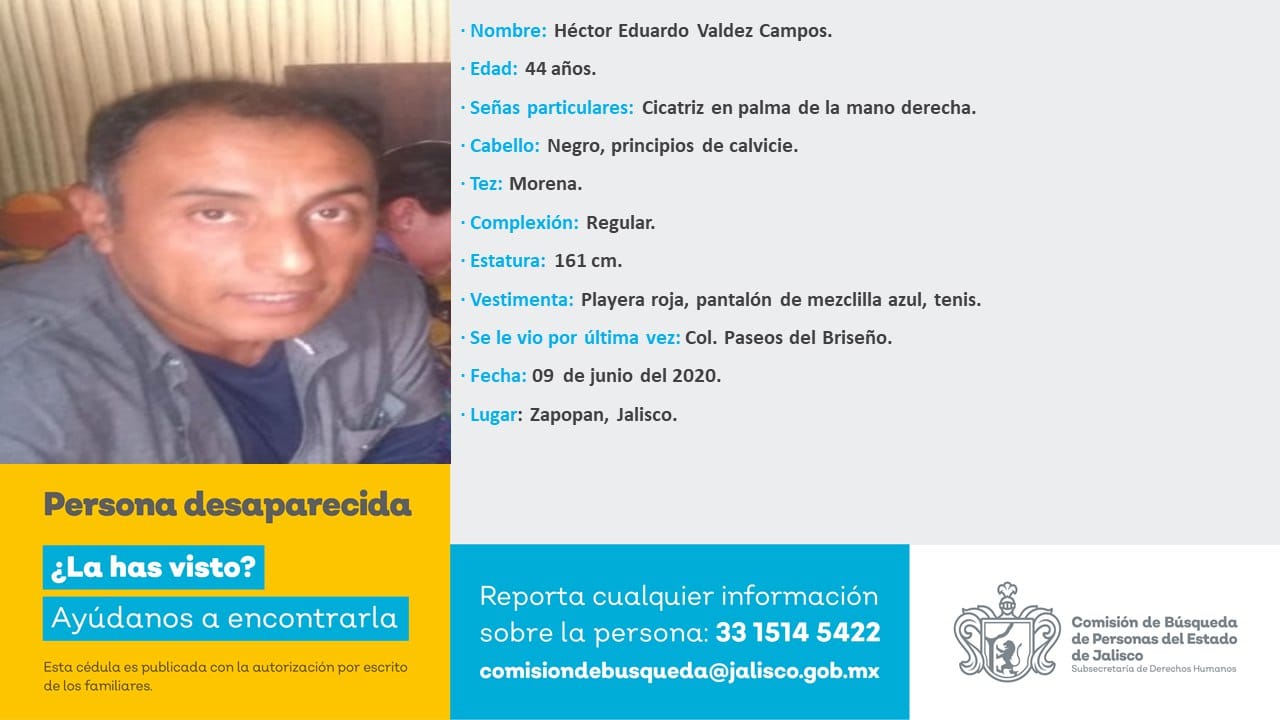 · Nombre: Héctor Eduardo Valdez Campos.
· Edad: 44 años.
· Señas particulares: Cicatriz en palma de la mano derecha.
· Cabello: Negro, principios de calvicie.
· Tez: Morena.
· Complexión: Regular.
· Estatura: 161 cm.
· Vestimenta: Playera roja, pantalón de mezclilla azul, tenis.
· Se le vio por última vez: Col. Paseos del Briseño.
· Fecha: 09 de junio del 2020.
· Lugar: Zapopan, Jalisco.
Persona desaparecida
¿La has visto?
Ayúdanos a encontrarla
Esta cédula es publicada con la autorización por escrito
de los familiares.
Reporta cualquier información
sobre la persona: 33 1514 5422
comisiondebusqueda@jalisco.gob.mx
Comisión de Búsqueda
de Personas del Estado
de Jalisco
Subsecretaría de Derechos Humanos